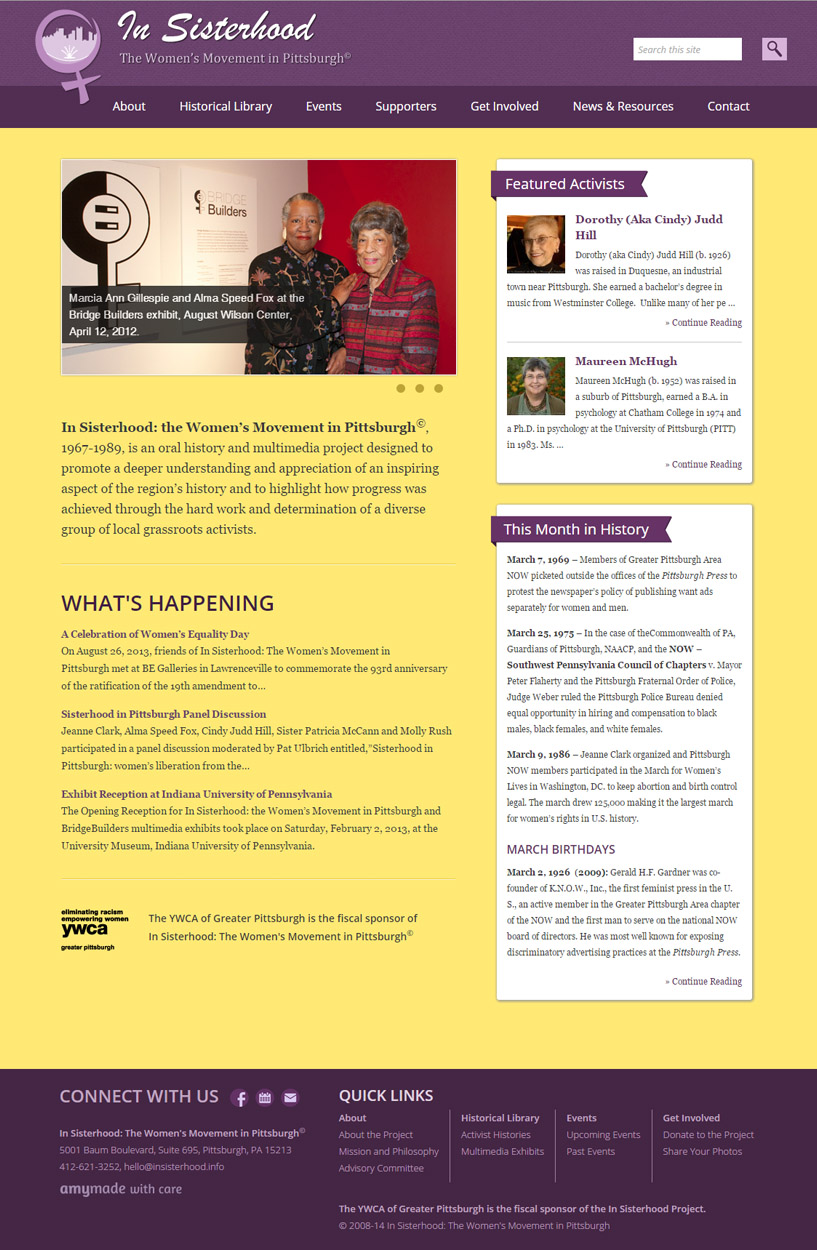 In Sisterhood
The Women's Movement in Pittsburgh©
Search this site
About Historical Library Events Supporters Get Involved News & Resources Contact
BRIDGE
Builders
Marcia Ann Gillespie and Alma Speed Fox at the
Bridge Builders exhibit, August Wilson Center,
April 12, 2012.
In Sisterhood: the Women's Movement in Pittsburgh©,
1967-1989, is an oral history and multimedia project designed to
promote a deeper understanding and appreciation of an inspiring
aspect of the region's history and to highlight how progress was
achieved through the hard work and determination of a diverse
group of local grassroots activists.
WHAT'S HAPPENING
A Celebration of Women's Equality Day
On August 26, 2013, friends of In Sisterhood: The Women's Movement in
Pittsburgh met at BE Galleries in Lawrenceville to commemorate the 93rd anniversary
of the ratification of the 19th amendment to...
Sisterhood in Pittsburgh Panel Discussion
Jeanne Clark, Alma Speed Fox, Cindy Judd Hill, Sister Patricia McCann and Molly Rush
participated in a panel discussion moderated by Pat Ulbrich entitled,"Sisterhood in
Pittsburgh: women's liberation from the...
Exhibit Reception at Indiana University of Pennsylvania
The Opening Reception for In Sisterhood: the Women's Movement in Pittsburgh and
BridgeBuilders multimedia exhibits took place on Saturday, February 2, 2013, at the
University Museum, Indiana University of Pennsylvania.
eliminating racism
empowering women
ywca
greater pittsburgh
The YWCA of Greater Pittsburgh is the fiscal sponsor of
In Sisterhood: The Women's Movement in Pittsburgh©
Featured Activists
Dorothy (Aka Cindy) Judd
Hill
Dorothy (aka Cindy) Judd Hill (b. 1926)
was raised in Duquesne, an industrial
town near Pittsburgh. She earned a bachelor's degree in
music from Westminster College. Unlike many of her pe ...
» Continue Reading
Maureen McHugh
Maureen McHugh (b. 1952) was raised in
a suburb of Pittsburgh, earned a B.A. in
psychology at Chatham College in 1974 and
a Ph.D. in psychology at the University of Pittsburgh (PITT)
in 1983. Ms. ...
» Continue Reading
This Month in History
March 7, 1969 – Members of Greater Pittsburgh Area
NOW picketed outside the offices of the Pittsburgh Press to
protest the newspaper's policy of publishing want ads
separately for women and men.
March 25, 1975 – In the case of theCommonwealth of PA,
Guardians of Pittsburgh, NAACP, and the NOW –
Southwest Pennsylvania Council of Chapters v. Mayor
Peter Flaherty and the Pittsburgh Fraternal Order of Police,
Judge Weber ruled the Pittsburgh Police Bureau denied
equal opportunity in hiring and compensation to black
males, black females, and white females.
March 9, 1986 – Jeanne Clark organized and Pittsburgh
NOW members participated in the March for Women's
Lives in Washington, DC. to keep abortion and birth control
legal. The march drew 125,000 making it the largest march
for women's rights in U.S. history.
MARCH BIRTHDAYS
March 2, 1926 (2009): Gerald H.F. Gardner was co-
founder of K.N.O.W., Inc., the first feminist press in the U.
S., an active member in the Greater Pittsburgh Area chapter
of the NOW and the first man to serve on the national NOW
board of directors. He was most well known for exposing
discriminatory advertising practices at the Pittsburgh Press.
» Continue Reading
CONNECT WITH US
In Sisterhood: The Women's Movement in Pittsburgh©
5001 Baum Boulevard, Suite 695, Pittsburgh, PA 15213
412-621-3252, hello@insisterhood.info
amymade with care
QUICK LINKS
About
About the Project
Mission and Philosophy
Advisory Committee
Historical Library
Activist Histories
Multimedia Exhibits
Events
Upcoming Events
Past Events
Get Involved
Donate to the Project
Share Your Photos
The YWCA of Greater Pittsburgh is the fiscal sponsor of the In Sisterhood Project.
© 2008-14 In Sisterhood: The Women's Movement in Pittsburgh